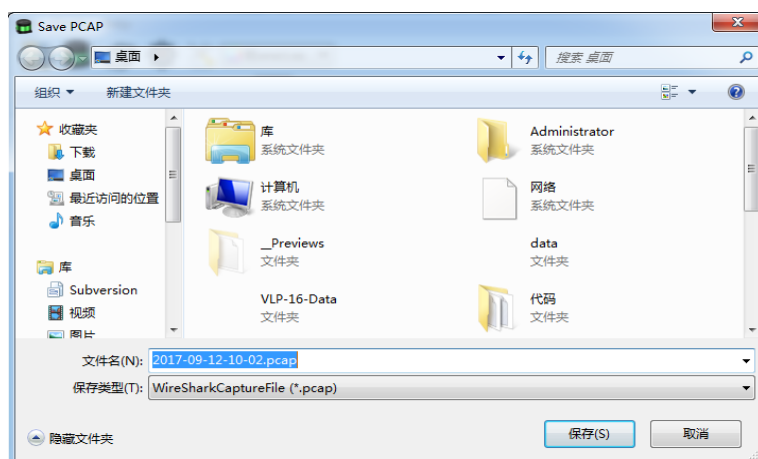 Save PCAP
桌面
搜索 桌面
组织
新建文件夹
收藏夹
下载
桌面
最近访问的位置
音乐
库
Subversion
视频
图片
库
系统文件夹
Administrator
系统文件夹
计算机
系统文件夹
网络
系统文件夹
__Previews
文件夹
data
文件夹
VLP-16-Data
文件夹
代码
文件夹
文件名(N): 2017-09-12-10-02.pcap
保存类型(T): WireSharkCaptureFile (*.pcap)
隐藏文件夹
保存(S)
取消